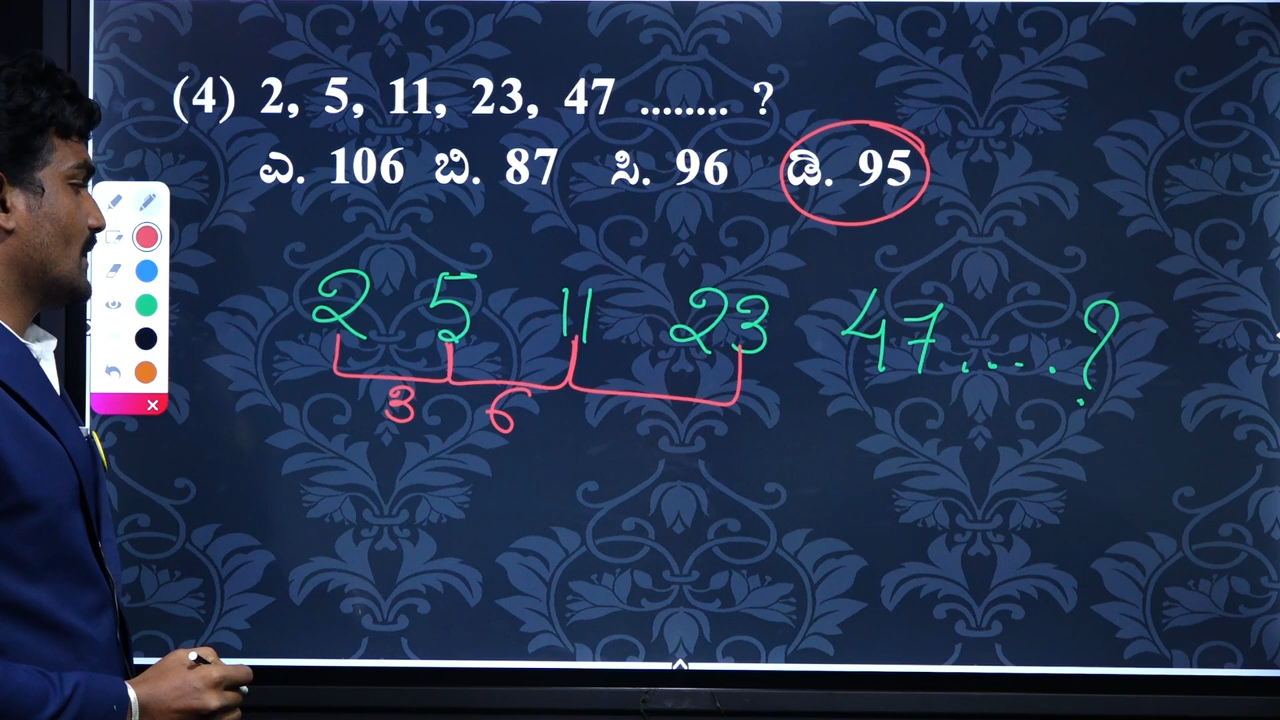 (4) 2, 5, 11, 23, 47 ........ ?
ಎ. 106 ಬಿ. 87 ಸಿ. 96 ಡಿ. 95
2 5 11 23 47 ..... ?
3 6